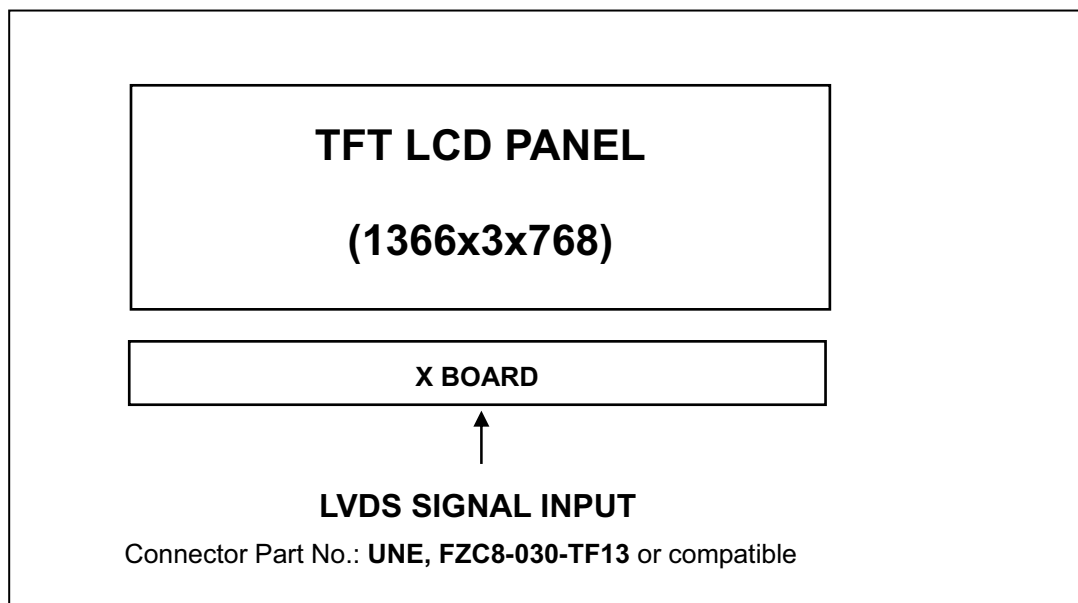 TFT LCD PANEL
(1366x3x768)
X BOARD
LVDS SIGNAL INPUT
Connector Part No.: UNE, FZC8-030-TF13 or compatible